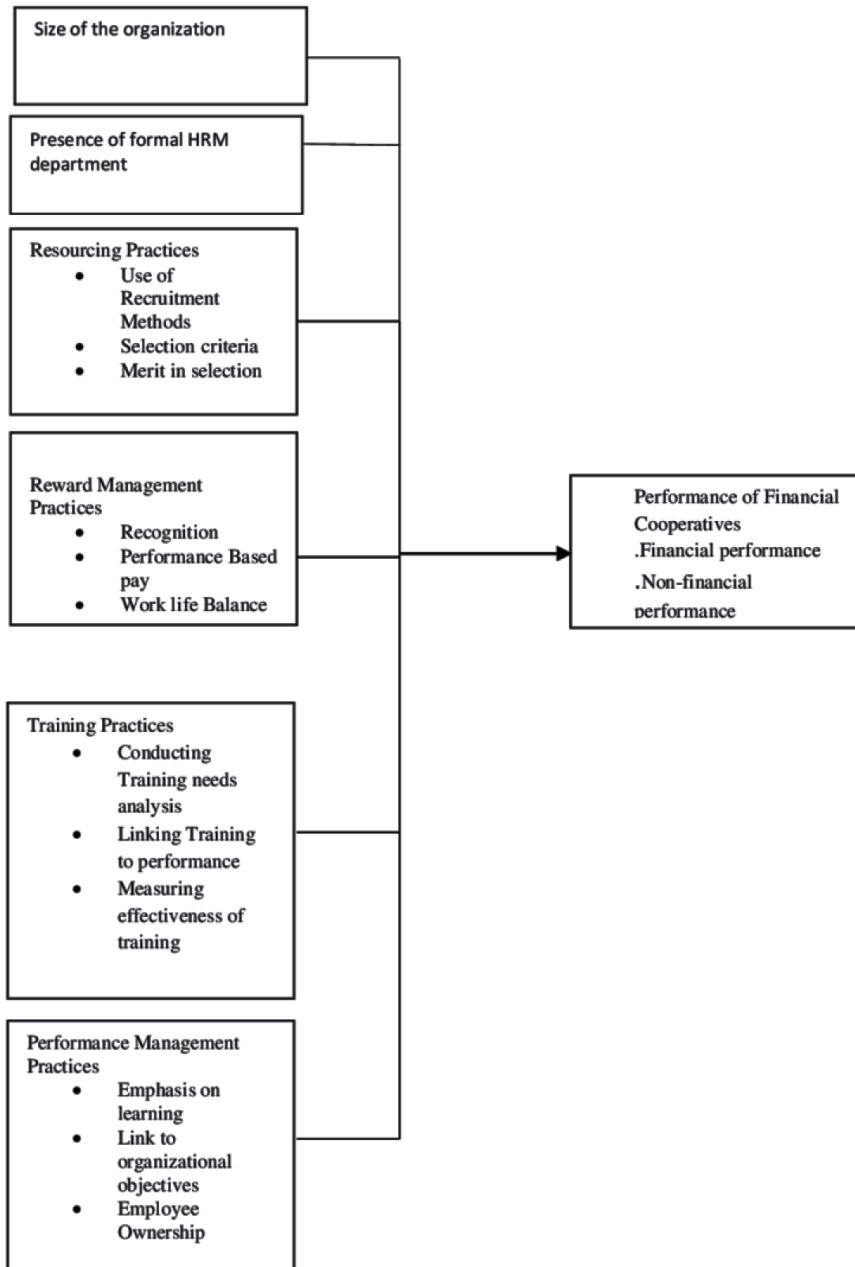 Size of the organization
Presence of formal HRM
department
Resourcing Practices
• Use of
Recruitment
Methods
• Selection criteria
• Merit in selection
Reward Management
Practices
• Recognition
• Performance Based
pay
• Work life Balance
Training Practices
• Conducting
Training needs
analysis
• Linking Training
to performance
• Measuring
effectiveness of
training
Performance Management
Practices
• Emphasis on
learning
• Link to
organizational
objectives
• Employee
Ownership
Performance of Financial
Cooperatives
.Financial performance
.Non-financial
performance